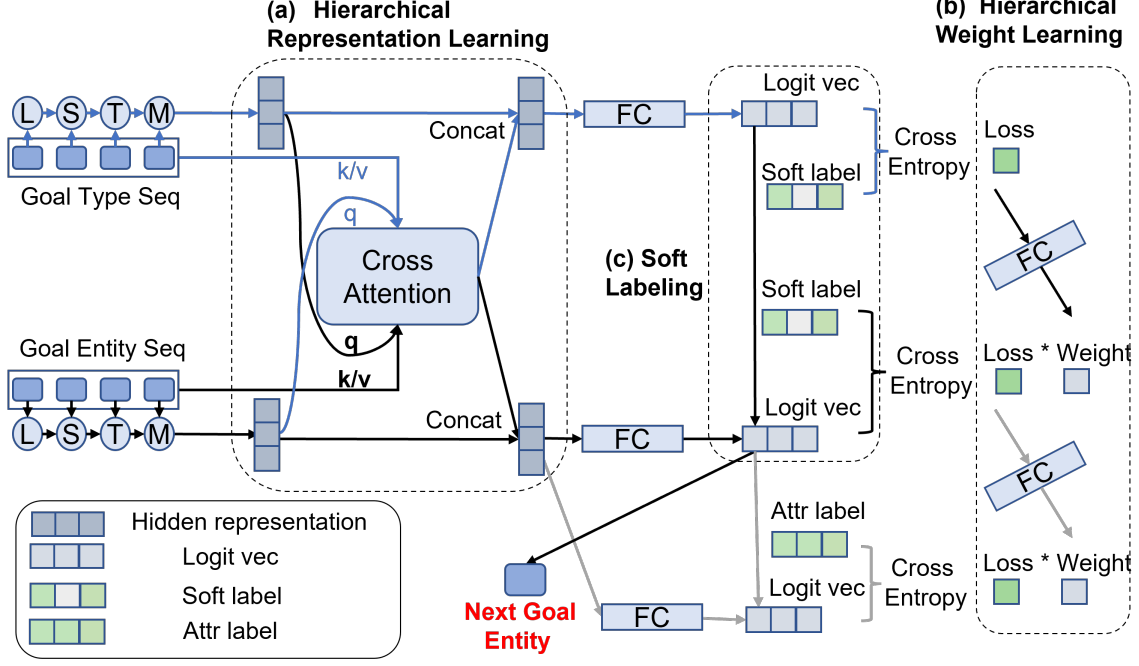 (a) Hierarchical
Representation Learning
(b) Hierarchical
Weight Learning
L S T M
Goal Type Seq
Concat
FC
Logit vec
Soft label
Cross
Entropy
Loss
k/v
q
Cross
Attention
(c) Soft
Labeling
FC
Soft label
q
k/v
Goal Entity Seq
L S T M
Concat
FC
Logit vec
Cross
Entropy
Loss * Weight
FC
Hidden representation
Logit vec
Soft label
Attr label
Next Goal
Entity
FC
Attr label
Logit vec
Cross
Entropy
Loss * Weight